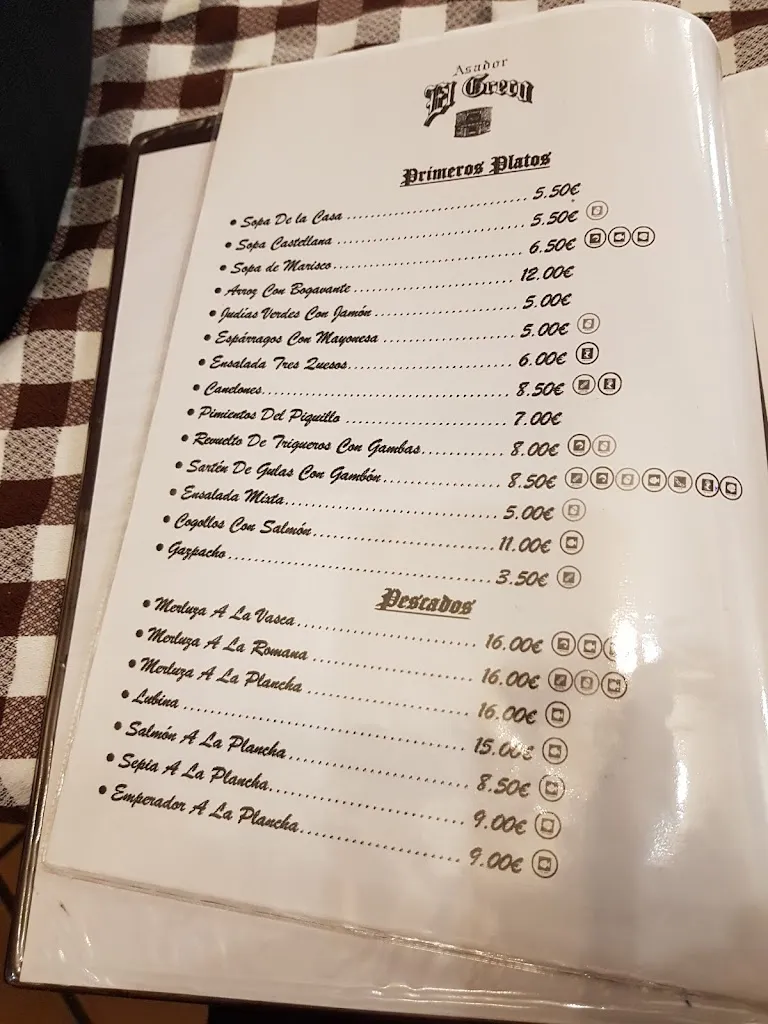 Asador
El Greco
Primeros Platos
• Sopa De la Casa ........ 5.50€
• Sopa Castellana ........ 5.50€
• Sopa de Marisco ........ 6.50€
• Arroz Con Bogavante ........ 12.00€
• Judías Verdes Con Jamón ........ 5.00€
• Espárragos Con Mayonesa ........ 5.00€
• Ensalada Tres Quesos ........ 6.00€
• Canelones ........ 8.50€
• Pimientos Del Piquillo ........ 7.00€
• Revuelto De Trigueros Con Gambas ........ 8.00€
• Sartén De Gulas Con Gambón ........ 8.50€
• Ensalada Mixta ........ 5.00€
• Cogollos Con Salmón ........ 11.00€
• Gazpacho ........ 3.50€
Pescados
• Merluza A La Vasca ........ 16.00€
• Merluza A La Romana ........ 16.00€
• Merluza A La Plancha ........ 16.00€
• Lubina ........ 15.00€
• Salmón A La Plancha ........ 8.50€
• Sepia A La Plancha ........ 9.00€
• Emperador A La Plancha ........ 9.00€